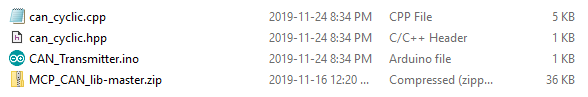 can_cyclic.cpp 2019-11-24 8:34 PM CPP File 5 KB
can_cyclic.hpp 2019-11-24 8:34 PM C/C++ Header 1 KB
CAN_Transmitter.ino 2019-11-24 8:34 PM Arduino file 1 KB
MCP_CAN_lib-master.zip 2019-11-16 12:20 ... Compressed (zipp... 36 KB